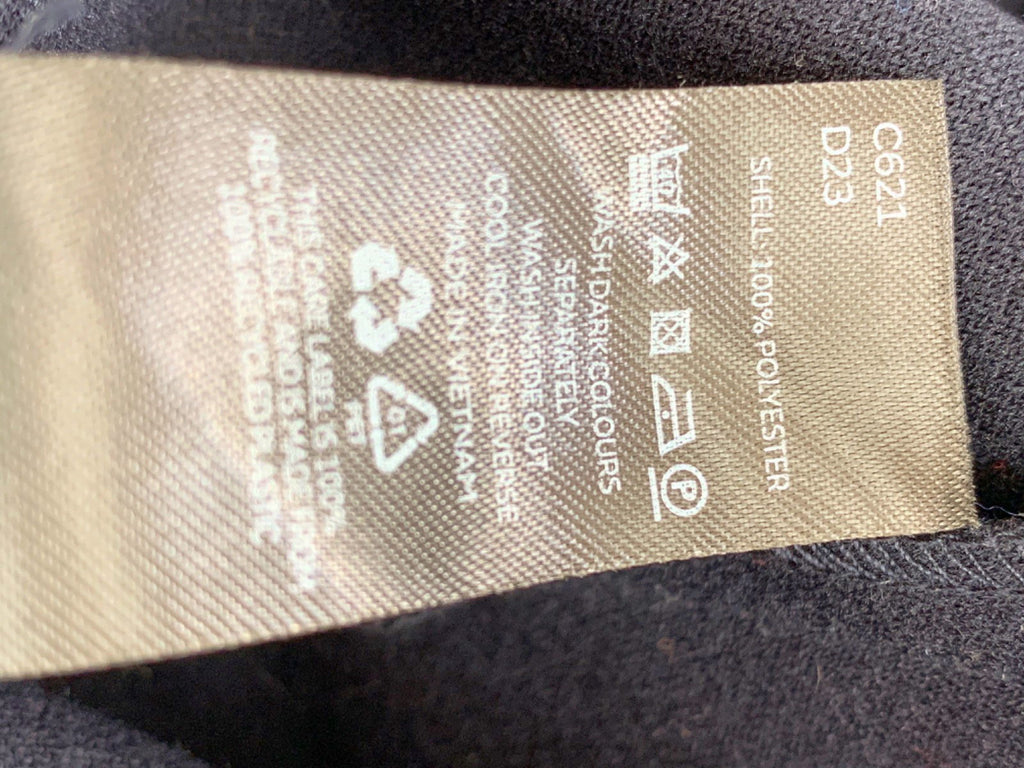 C621
D23
SHELL: 100% POLYESTER
P
WASH DARK COLOURS
SEPARATELY
WASH INSIDE OUT
COOL IRON ON REVERSE
MADE IN VIETNAM
01
PET
THIS CARE LABEL IS 100%
RECYCLED AND IS MADE FROM
100% RECYCLED PLASTIC